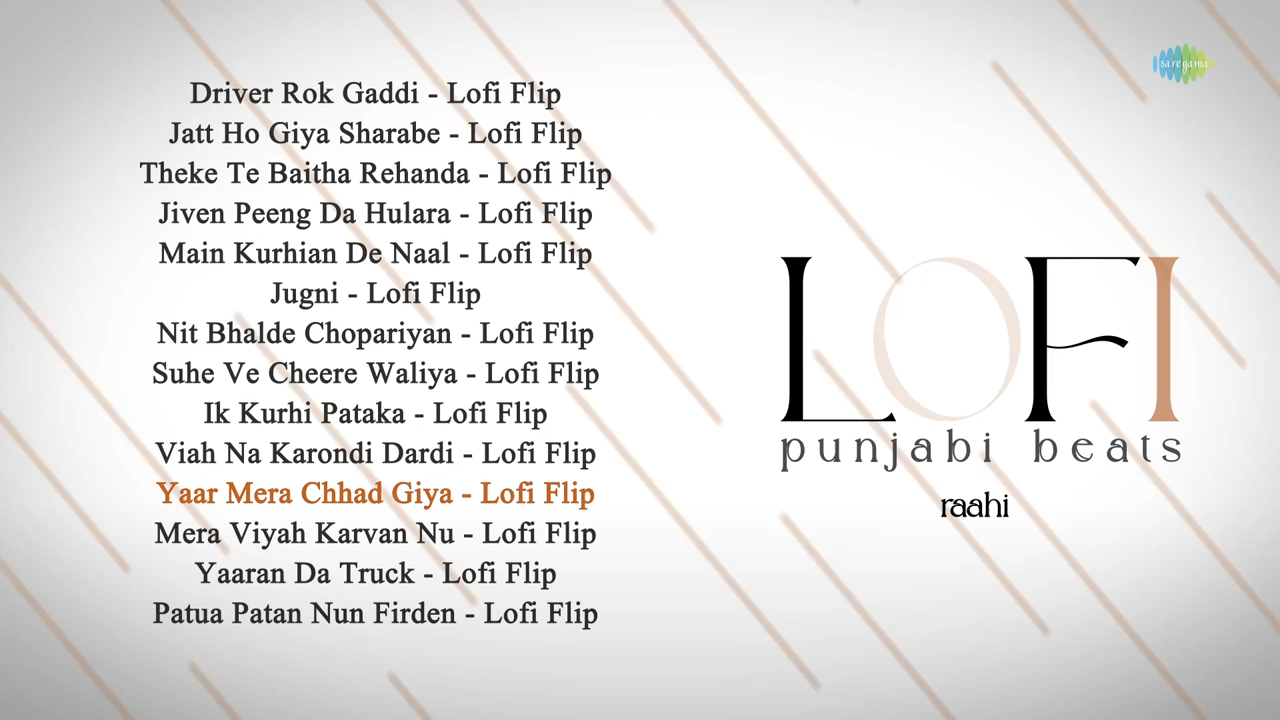 Driver Rok Gaddi - Lofi Flip
Jatt Ho Giya Sharabe - Lofi Flip
Theke Te Baitha Rehanda - Lofi Flip
Jiven Peeng Da Hulara - Lofi Flip
Main Kurhian De Naal - Lofi Flip
Jugni - Lofi Flip
Nit Bhalde Chopariyan - Lofi Flip
Suhe Ve Cheere Waliya - Lofi Flip
Ik Kurhi Pataka - Lofi Flip
Viah Na Karondi Dardi - Lofi Flip
Yaar Mera Chhad Giya - Lofi Flip
Mera Viyah Karvan Nu - Lofi Flip
Yaaran Da Truck - Lofi Flip
Patua Patan Nun Firden - Lofi Flip
sa re ga ma
LOFI
punjabi beats
raahi